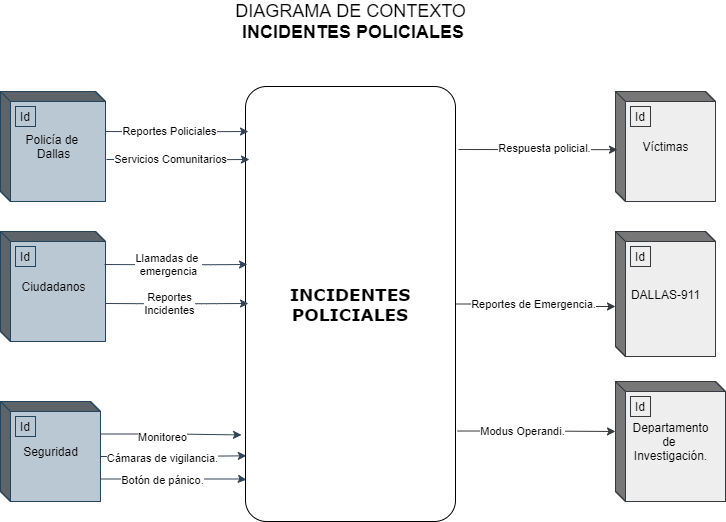 DIAGRAMA DE CONTEXTO
INCIDENTES POLICIALES
Id
Policía de
Dallas
Reportes Policiales
Servicios Comunitarios
Id
Ciudadanos
Llamadas de
emergencia
Reportes
Incidentes
Id
Seguridad
Monitoreo
Cámaras de vigilancia.
Botón de pánico.
INCIDENTES
POLICIALES
Respuesta policial.
Id
Víctimas
Reportes de Emergencia.
Id
DALLAS-911
Modus Operandi.
Id
Departamento
de
Investigación.